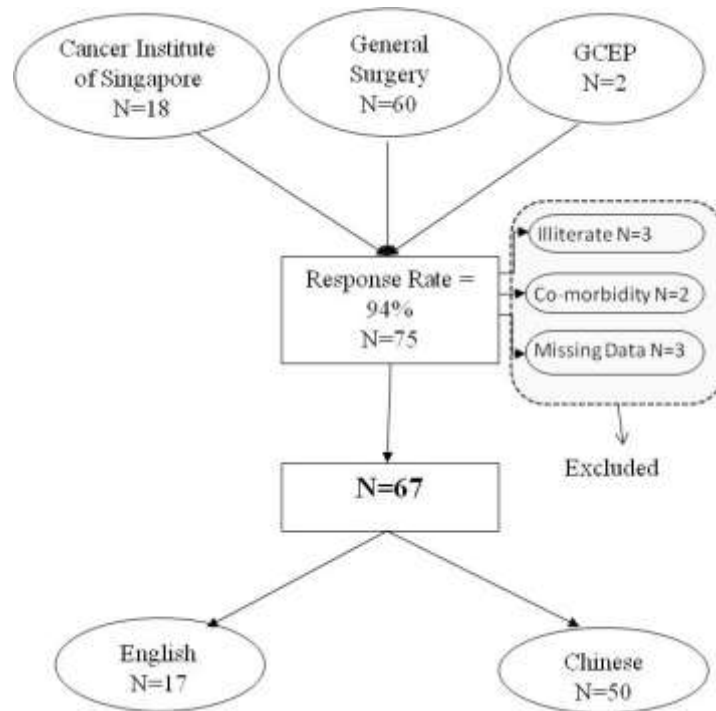 Cancer Institute
of Singapore
N=18
General
Surgery
N=60
GCEP
N=2
Response Rate =
94%
N=75
Illiterate N=3
Co-morbidity N=2
Missing Data N=3
Excluded
N=67
English
N=17
Chinese
N=50